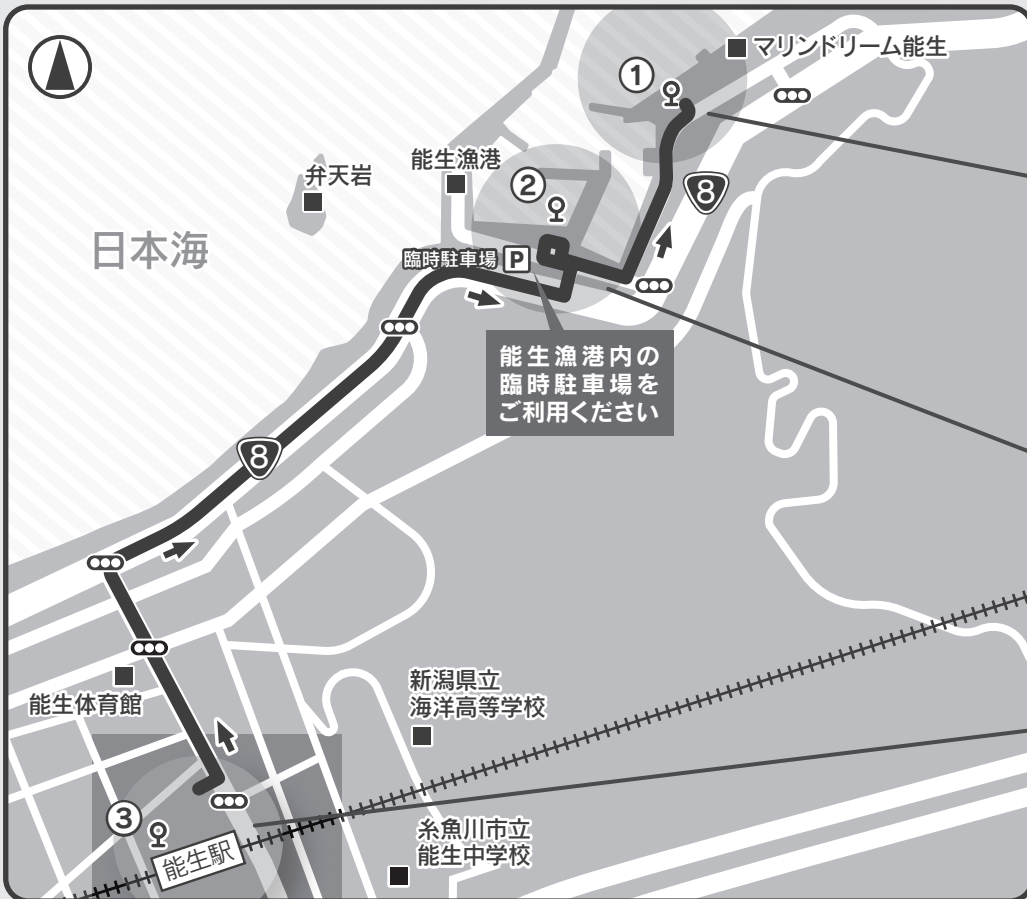 マリンドリーム能生
①
8
能生漁港
②
弁天岩
日本海
臨時駐車場 P
能生漁港内の
臨時駐車場を
ご利用ください
8
能生体育館
新潟県立
海洋高等学校
③
能生駅
糸魚川市立
能生中学校